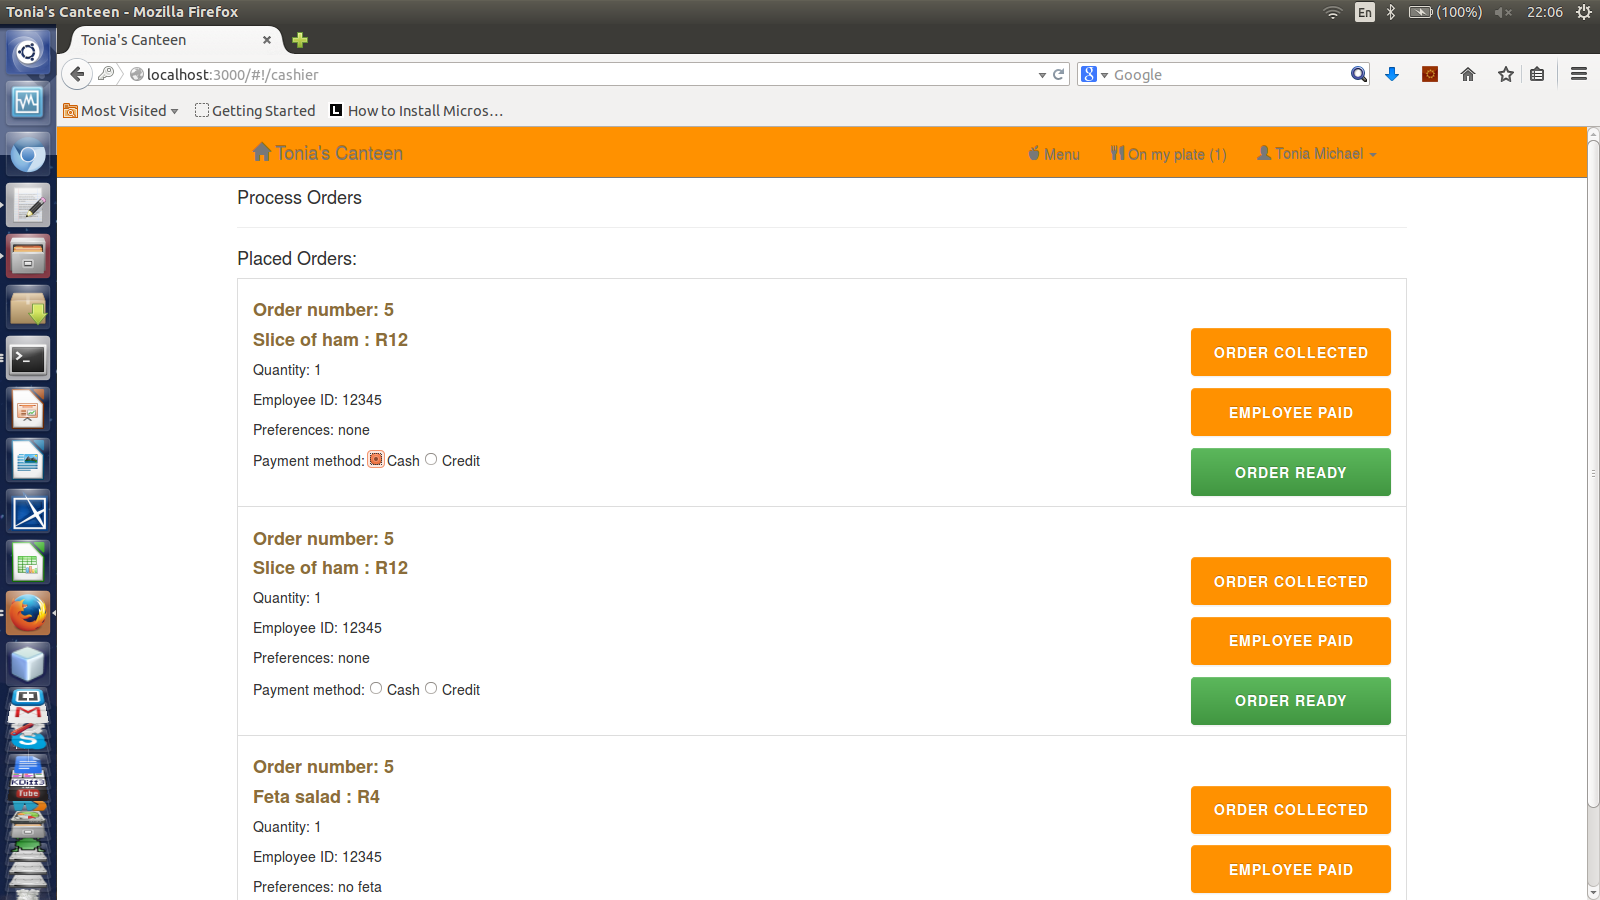 Tonia's Canteen - Mozilla Firefox
En
(100%)
22:06
Tonia's Canteen
localhost:3000/#!/cashier
Google
Most Visited
Getting Started
How to Install Micros...
Tonia's Canteen
Menu
On my plate (1)
Tonia Michael
Process Orders
Placed Orders:
Order number: 5
Slice of ham : R12
Quantity: 1
Employee ID: 12345
Preferences: none
Payment method: Cash Credit
ORDER COLLECTED
EMPLOYEE PAID
ORDER READY
Order number: 5
Slice of ham : R12
Quantity: 1
Employee ID: 12345
Preferences: none
Payment method: Cash Credit
ORDER COLLECTED
EMPLOYEE PAID
ORDER READY
Order number: 5
Feta salad : R4
Quantity: 1
Employee ID: 12345
Preferences: no feta
ORDER COLLECTED
EMPLOYEE PAID
KDiff3
Tube